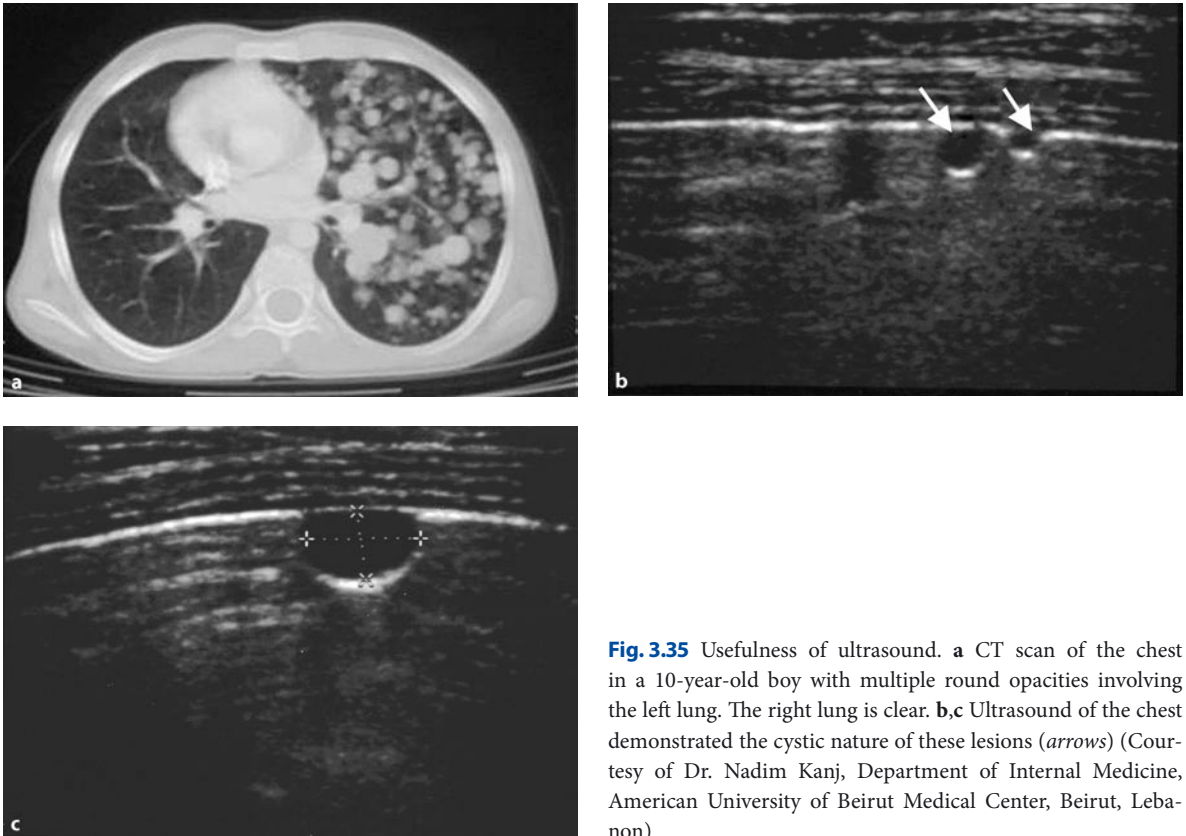 a
b
c
Fig. 3.35 Usefulness of ultrasound. a CT scan of the chest
in a 10-year-old boy with multiple round opacities involving
the left lung. The right lung is clear. b,c Ultrasound of the chest
demonstrated the cystic nature of these lesions (arrows) (Cour-
tesy of Dr. Nadim Kanj, Department of Internal Medicine,
American University of Beirut Medical Center, Beirut, Leba-
non)